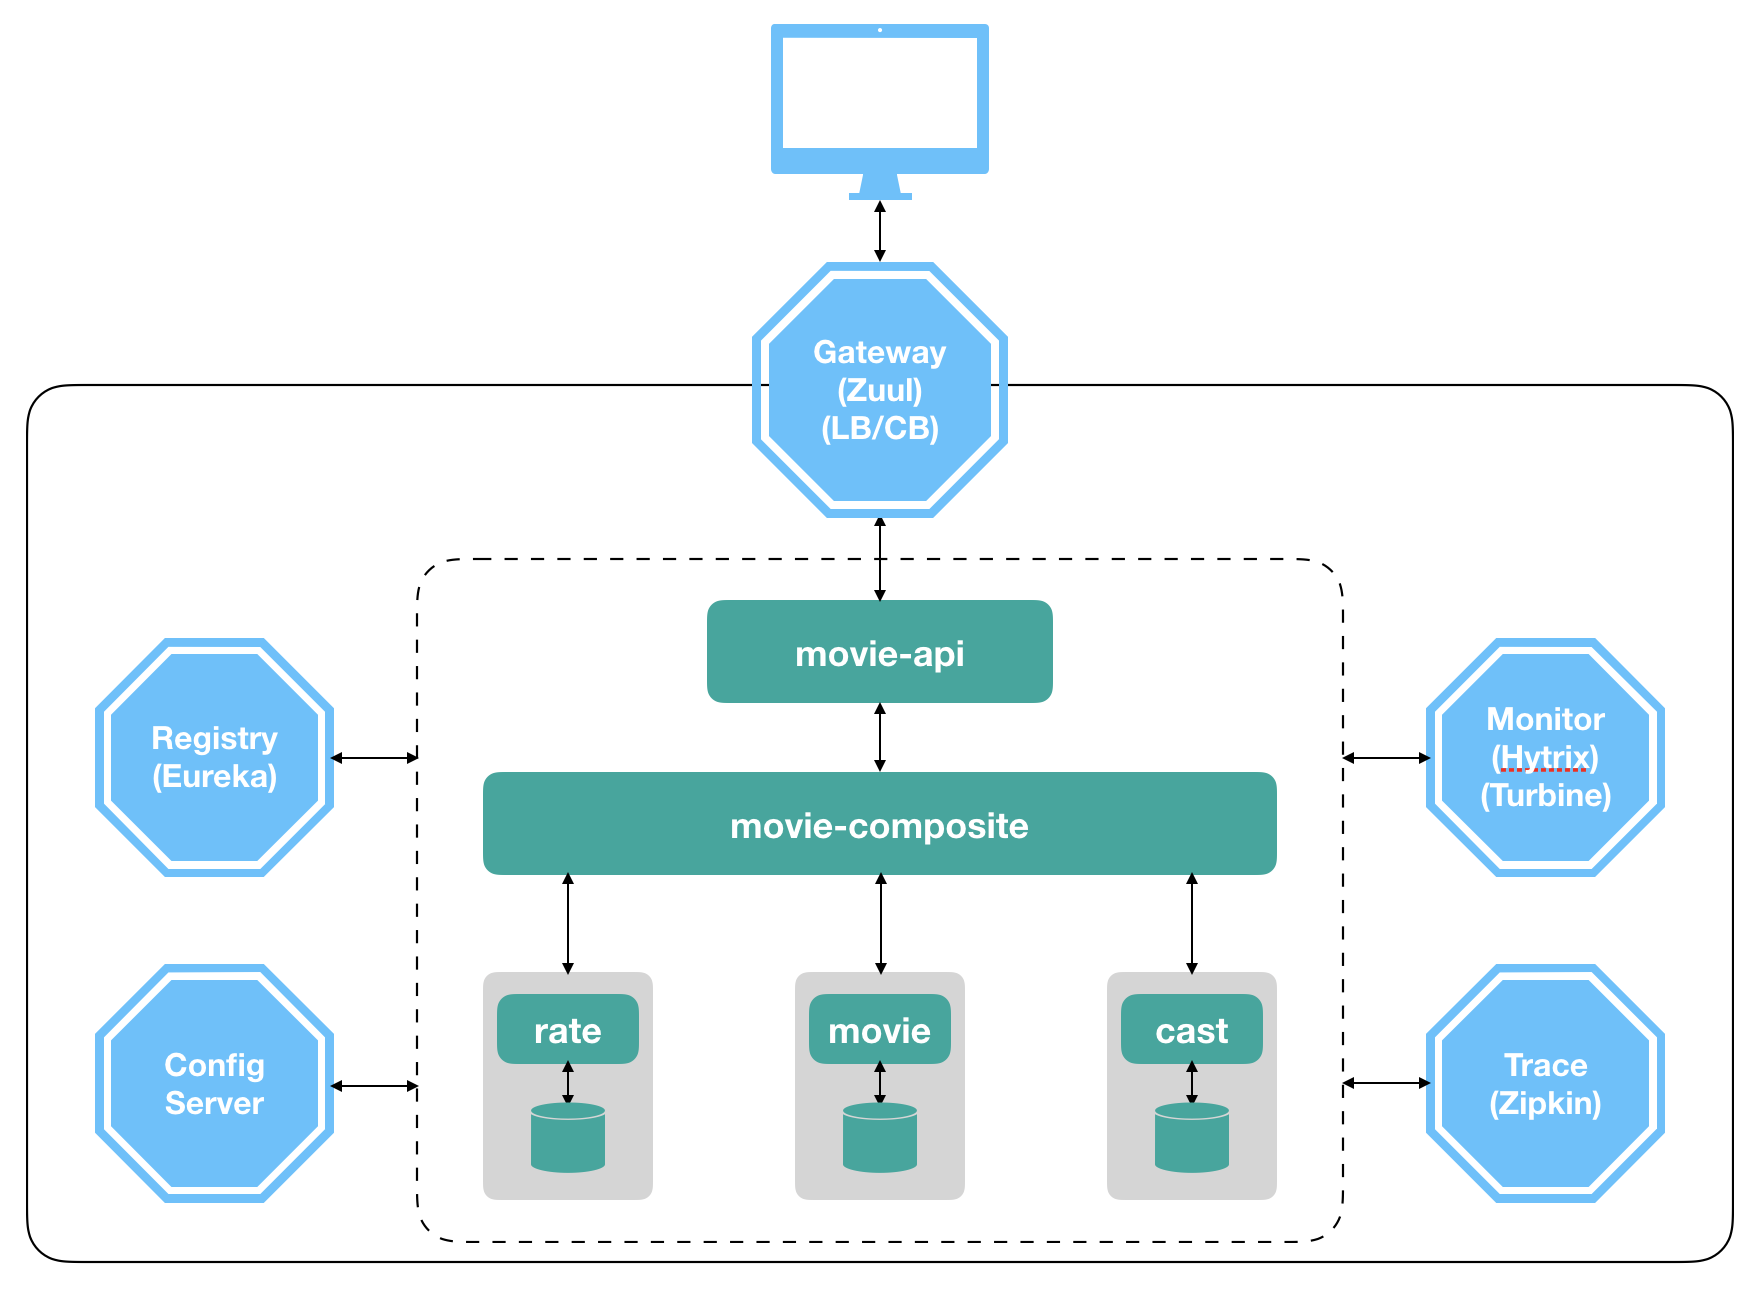 Gateway
(Zuul)
(LB/CB)
movie-api
Registry
(Eureka)
Monitor
(Hytrix)
(Turbine)
movie-composite
rate
movie
cast
Config
Server
Trace
(Zipkin)